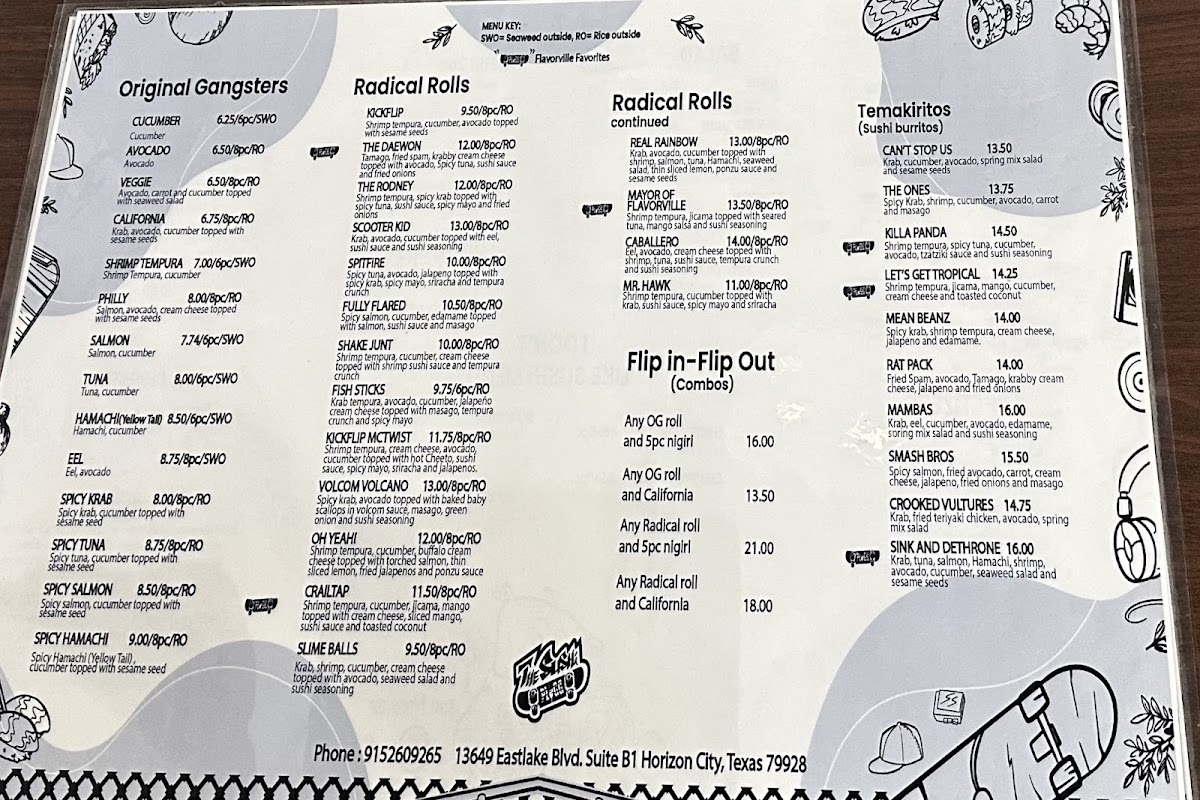 MENU KEY:
SWO= Seaweed outside, RO= Rice outside
" " Flavorville Favorites
Original Gangsters
CUCUMBER 6.25/6pc/SWO
Cucumber
AVOCADO 6.50/8pc/RO
Avocado
VEGGIE 6.50/8pc/RO
Avocado, carrot and cucumber topped
with seaweed salad
CALIFORNIA 6.75/8pc/RO
Krab, avocado, cucumber topped with
sesame seeds
SHRIMP TEMPURA 7.00/6pc/SWO
Shrimp Tempura, cucumber
PHILLY 8.00/8pc/RO
Salmon, avocado, cream cheese topped
with sesame seeds
SALMON 7.74/6pc/SWO
Salmon, cucumber
TUNA 8.00/6pc/SWO
Tuna, cucumber
HAMACHI(Yellow Tail) 8.50/6pc/SWO
Hamachi, cucumber
EEL 8.75/8pc/SWO
Eel, avocado
SPICY KRAB 8.00/8pc/RO
Spicy krab, cucumber topped with
sesame seed
SPICY TUNA 8.75/8pc/RO
Spicy tuna, cucumber topped with
sesame seed
SPICY SALMON 8.50/8pc/RO
Spicy salmon, cucumber topped with
sesame seed
SPICY HAMACHI 9.00/8pc/RO
Spicy Hamachi (Yellow Tail) ,
cucumber topped with sesame seed
Radical Rolls
KICKFLIP 9.50/8pc/RO
Shrimp tempura, cucumber, avocado topped
with sesame seeds
THE DAEWON 12.00/8pc/RO
Tamago, fried spam, krabby cream cheese
topped with avocado, Spicy tuna, sushi sauce
and fried onions
THE RODNEY 12.00/8pc/RO
Shrimp tempura, spicy krab topped with
spicy tuna, sushi sauce, spicy mayo and fried
onions
SCOOTER KID 13.00/8pc/RO
Krab, avocado, cucumber topped with eel,
sushi sauce and sushi seasoning
SPITFIRE 10.00/8pc/RO
Spicy tuna, avocado, jalapeno topped with
spicy krab, spicy mayo, sriracha and tempura
crunch
FULLY FLARED 10.50/8pc/RO
Spicy salmon, cucumber, edamame topped
with salmon, sushi sauce and masago
SHAKE JUNT 10.00/8pc/RO
Shrimp tempura, cucumber, cream cheese
topped with shrimp sushi sauce and tempura
crunch
FISH STICKS 9.75/6pc/RO
Krab tempura, avocado, cucumber, jalapeño
cream cheese topped with masago, tempura
crunch and spicy mayo
KICKFLIP MCTWIST 11.75/8pc/RO
Shrimp tempura, cream cheese, avocado,
cucumber topped with hot Cheeto, sushi
sauce, spicy mayo, sriracha and jalapenos.
VOLCOM VOLCANO 13.00/8pc/RO
Spicy krab, avocado topped with baked baby
scallops in volcom sauce, masago, green
onion and sushi seasoning
OH YEAH! 12.00/8pc/RO
Shrimp tempura, cucumber, buffalo cream
cheese topped with torched salmon, thin
sliced lemon, fried jalapenos and ponzu sauce
CRAILTAP 11.50/8pc/RO
Shrimp tempura, cucumber, jicama, mango
topped with cream cheese, sliced mango,
sushi sauce and toasted coconut
SLIME BALLS 9.50/8pc/RO
Krab, shrimp, cucumber, cream cheese
topped with avocado, seaweed salad and
sushi seasoning
Radical Rolls
continued
REAL RAINBOW 13.00/8pc/RO
Krab, avocado, cucumber topped with
shrimp, salmon, tuna, Hamachi, seaweed
salad, thin sliced lemon, ponzu sauce and
sesame seeds
MAYOR OF
FLAVORVILLE 13.50/8pc/RO
Shrimp tempura, jicama topped with seared
tuna, mango salsa and sushi seasoning
CABALLERO 14.00/8pc/RO
Eel, avocado, cream cheese topped with
shrimp, tuna, sushi sauce, tempura crunch
and sushi seasoning
MR. HAWK 11.00/8pc/RO
Shrimp tempura, cucumber topped with
krab, sushi sauce, spicy mayo and sriracha
Flip in-Flip Out
(Combos)
Any OG roll
and 5pc nigiri 16.00
Any OG roll
and California 13.50
Any Radical roll
and 5pc nigiri 21.00
Any Radical roll
and California 18.00
Temakiritos
(Sushi burritos)
CAN'T STOP US 13.50
Krab, cucumber, avocado, spring mix salad
and sesame seeds
THE ONES 13.75
Spicy Krab, shrimp, cucumber, avocado, carrot
and masago
KILLA PANDA 14.50
Shrimp tempura, spicy tuna, cucumber,
avocado, tzatziki sauce and sushi seasoning
LET'S GET TROPICAL 14.25
Shrimp tempura, jicama, mango, cucumber,
cream cheese and toasted coconut
MEAN BEANZ 14.00
Spicy krab, shrimp tempura, cream cheese,
jalapeno and edamame.
RAT PACK 14.00
Fried Spam, avocado, Tamago, krabby cream
cheese, jalapeno and fried onions
MAMBAS 16.00
Krab, eel, cucumber, avocado, edamame,
soring mix salad and sushi seasoning
SMASH BROS 15.50
Spicy salmon, fried avocado, carrot, cream
cheese, jalapeno, fried onions and masago
CROOKED VULTURES 14.75
Krab, fried teriyaki chicken, avocado, spring
mix salad
SINK AND DETHRONE 16.00
Krab, tuna, salmon, Hamachi, shrimp,
avocado, cucumber, seaweed salad and
sesame seeds
Phone : 9152609265 13649 Eastlake Blvd. Suite B1 Horizon City, Texas 79928